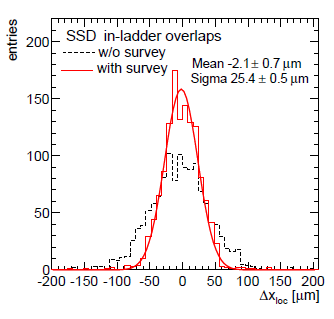 entries
SSD in-ladder overlaps
w/o survey
with survey
Mean -2.1± 0.7 μm
Sigma 25.4 ± 0.5 μm
200
150
100
50
0
-200 -150 -100 -50 0 50 100 150 200
Δxloc [μm]